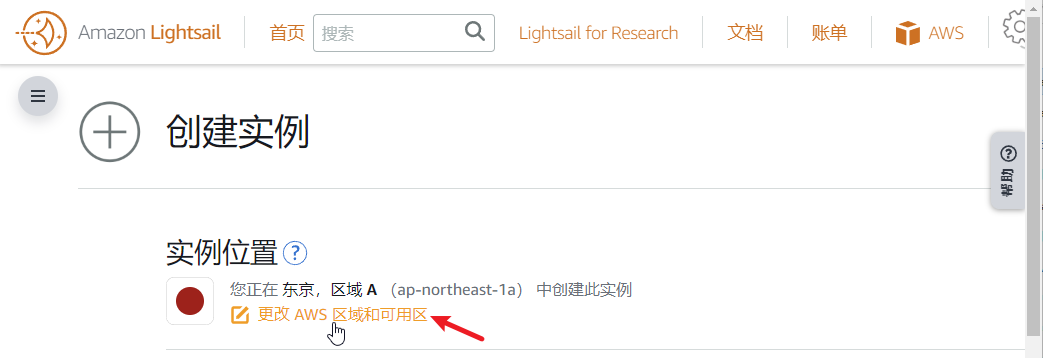 Amazon Lightsail 首页 搜索 Lightsail for Research 文档 账单 AWS
创建实例
帮助
实例位置
您正在 东京，区域 A （ap-northeast-1a） 中创建此实例
更改 AWS 区域和可用区